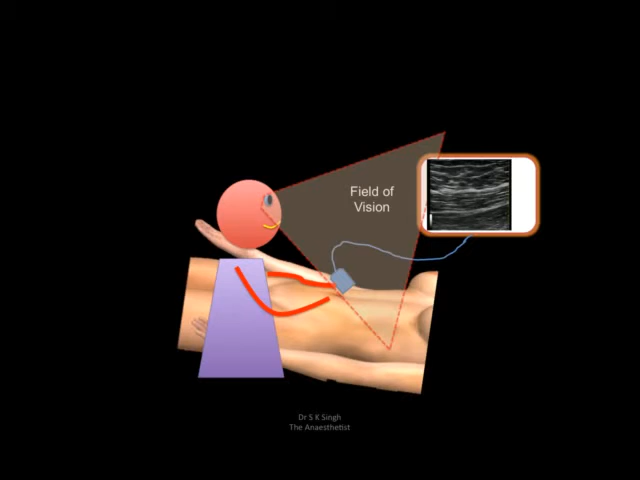 Field of
Vision
Dr S K Singh
The Anaesthetist